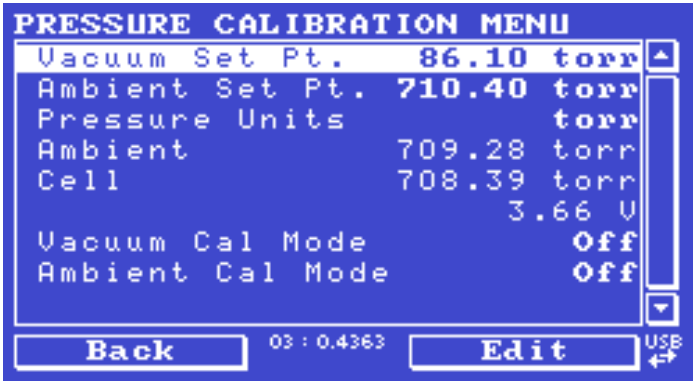 PRESSURE CALIBRATION MENU
Vacuum Set Pt. 86.10 torr
Ambient Set Pt. 710.40 torr
Pressure Units torr
Ambient 709.28 torr
Cell 708.39 torr
3.66 V
Vacuum Cal Mode Off
Ambient Cal Mode Off
Back 03:0.4363 Edit USB